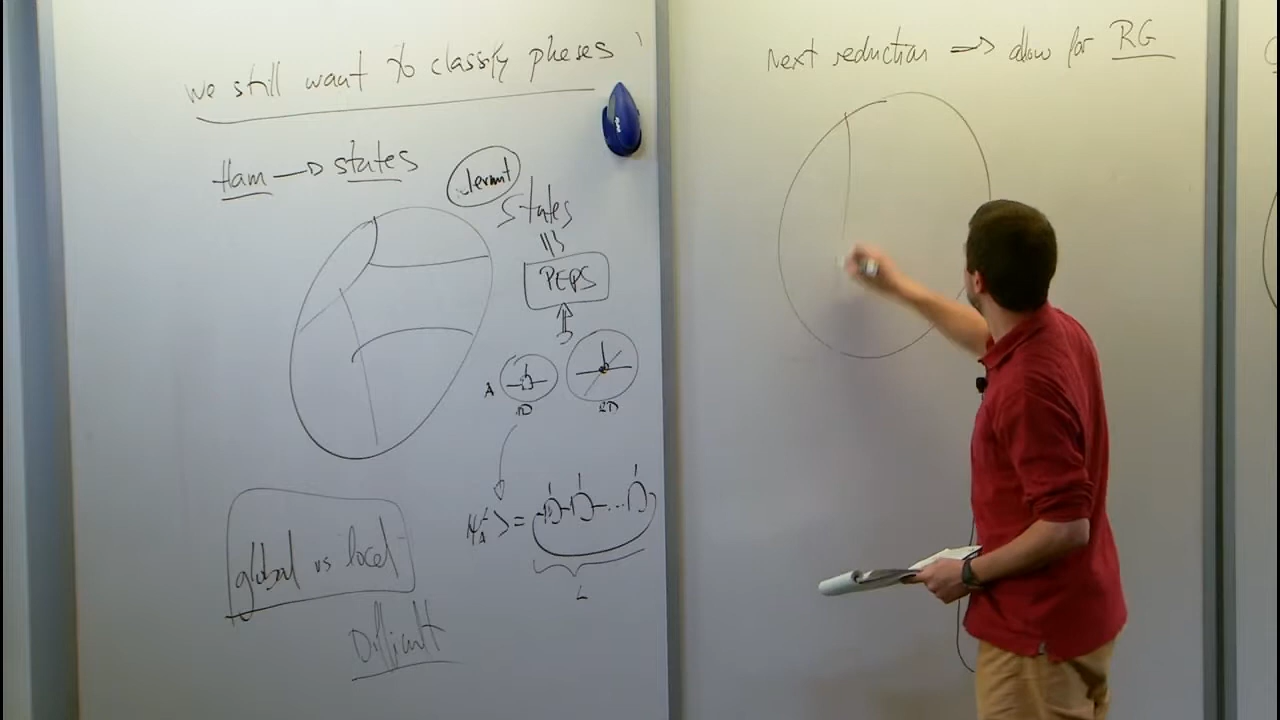 we still want to classify phases
Ham → states
States
PEPS
A
1D
2D
|ψ_A^L> =
...
L
global vs local
Difficult
Next reduction => allow for RG